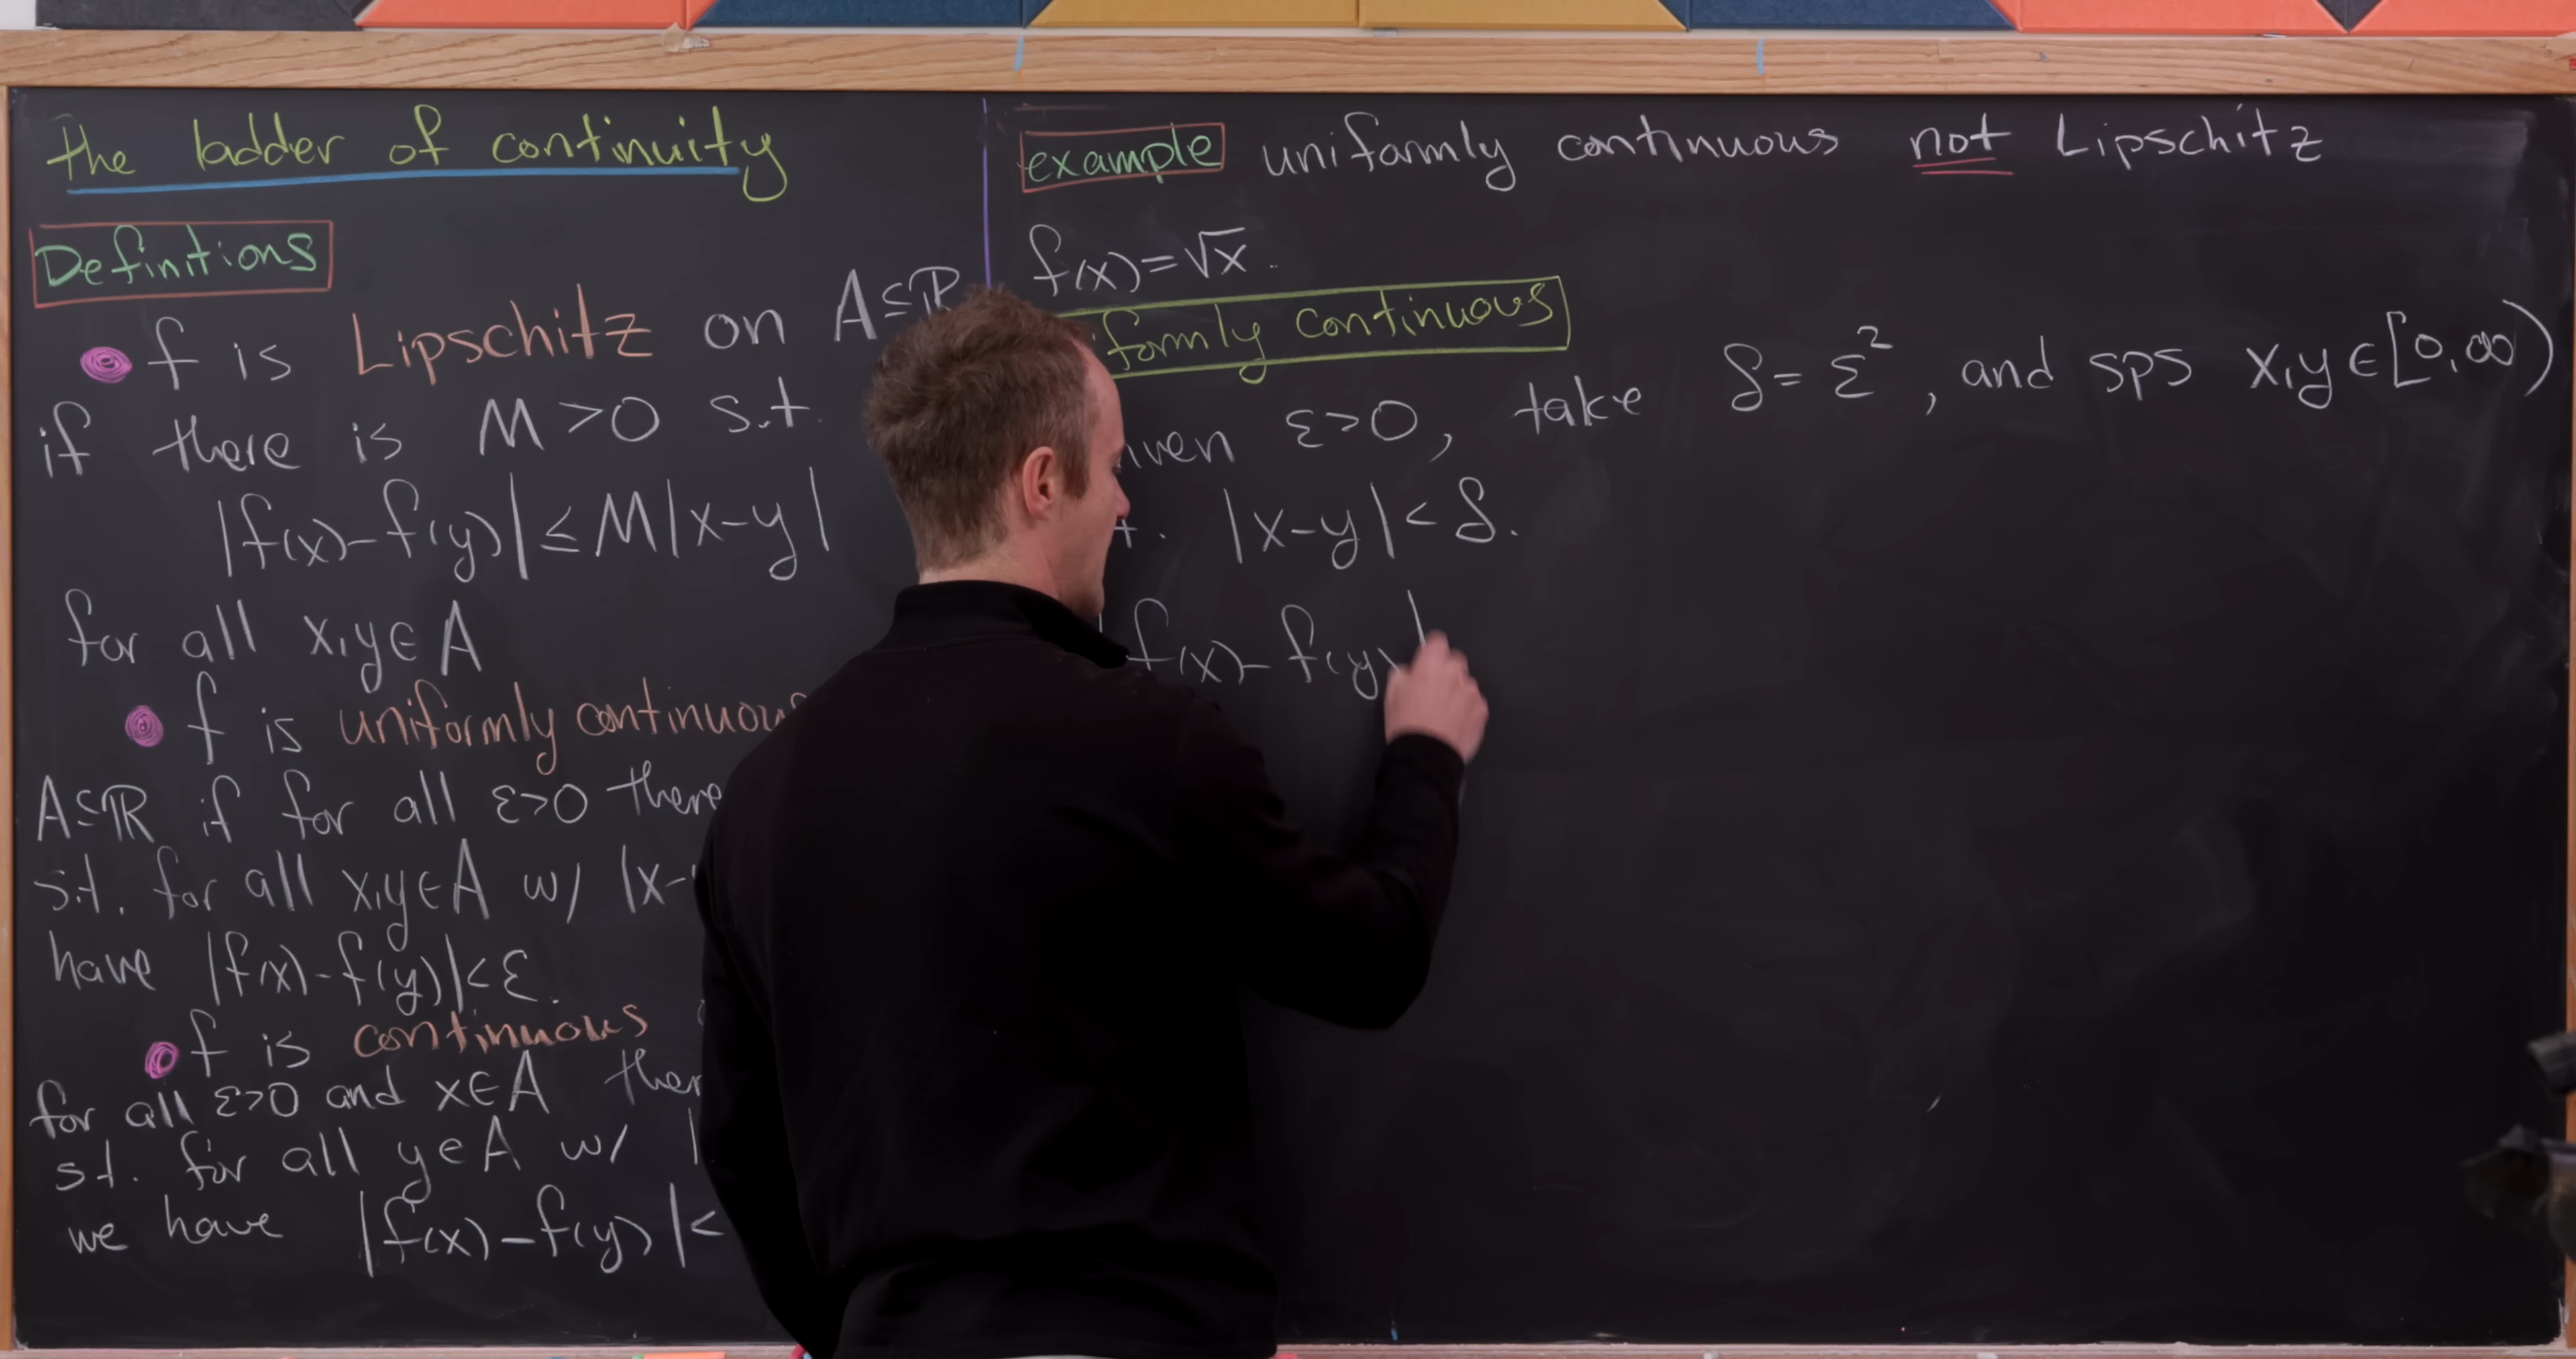 the ladder of continuity
Definitions
f is Lipschitz on A⊆ℝ
if there is M>0 s.t.
|f(x)-f(y)|≤M|x-y|
for all x,y∈A
f is uniformly continuous
A⊆ℝ if for all ε>0 there
s.t. for all x,y∈A w/ |x-
have |f(x)-f(y)|<ε.
f is continuous
for all ε>0 and x∈A
s.t. for all y∈A w/ |
we have |f(x)-f(y)|<
example uniformly continuous not Lipschitz
f(x)=√x.
formly continuous
iven ε>0, take δ=ε², and sps x,y∈[0,∞)
t. |x-y|<δ.
|f(x)-f(y)|